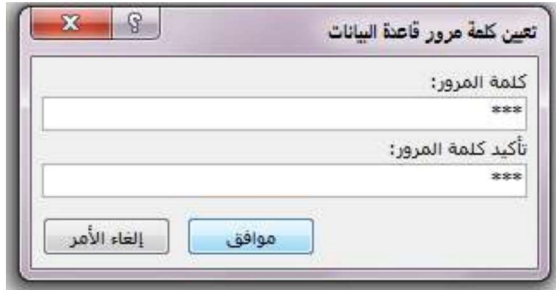 تعيين كلمة مرور قاعدة البيانات
كلمة المرور:
***
تأكيد كلمة المرور:
***
موافق
إلغاء الأمر